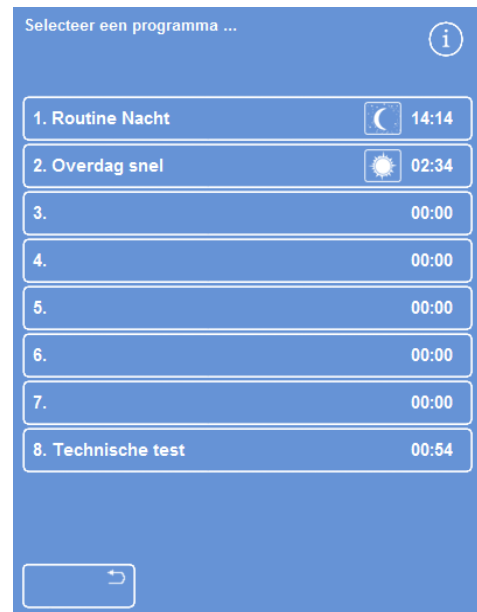 Selecteer een programma ...
i
1. Routine Nacht 14:14
2. Overdag snel 02:34
3. 00:00
4. 00:00
5. 00:00
6. 00:00
7. 00:00
8. Technische test 00:54